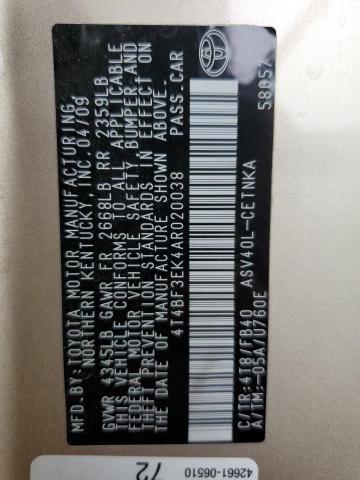 MFD. BY: TOYOTA MOTOR MANUFACTURING,
NORTHERN KENTUCKY, INC. 04/09
GVWR 4345LB GAWR FR 2668LB RR 2359LB
THIS VEHICLE CONFORMS TO ALL APPLICABLE
FEDERAL MOTOR VEHICLE SAFETY, BUMPER, AND
THEFT PREVENTION STANDARDS IN EFFECT ON
THE DATE OF MANUFACTURE SHOWN ABOVE.
4T4BF3EK4AR020038 PASS.CAR
C/TR:4T8/FB40 ASV40L-CETNKA 58057
A/TM:-05A/U760E
42661-06510
72